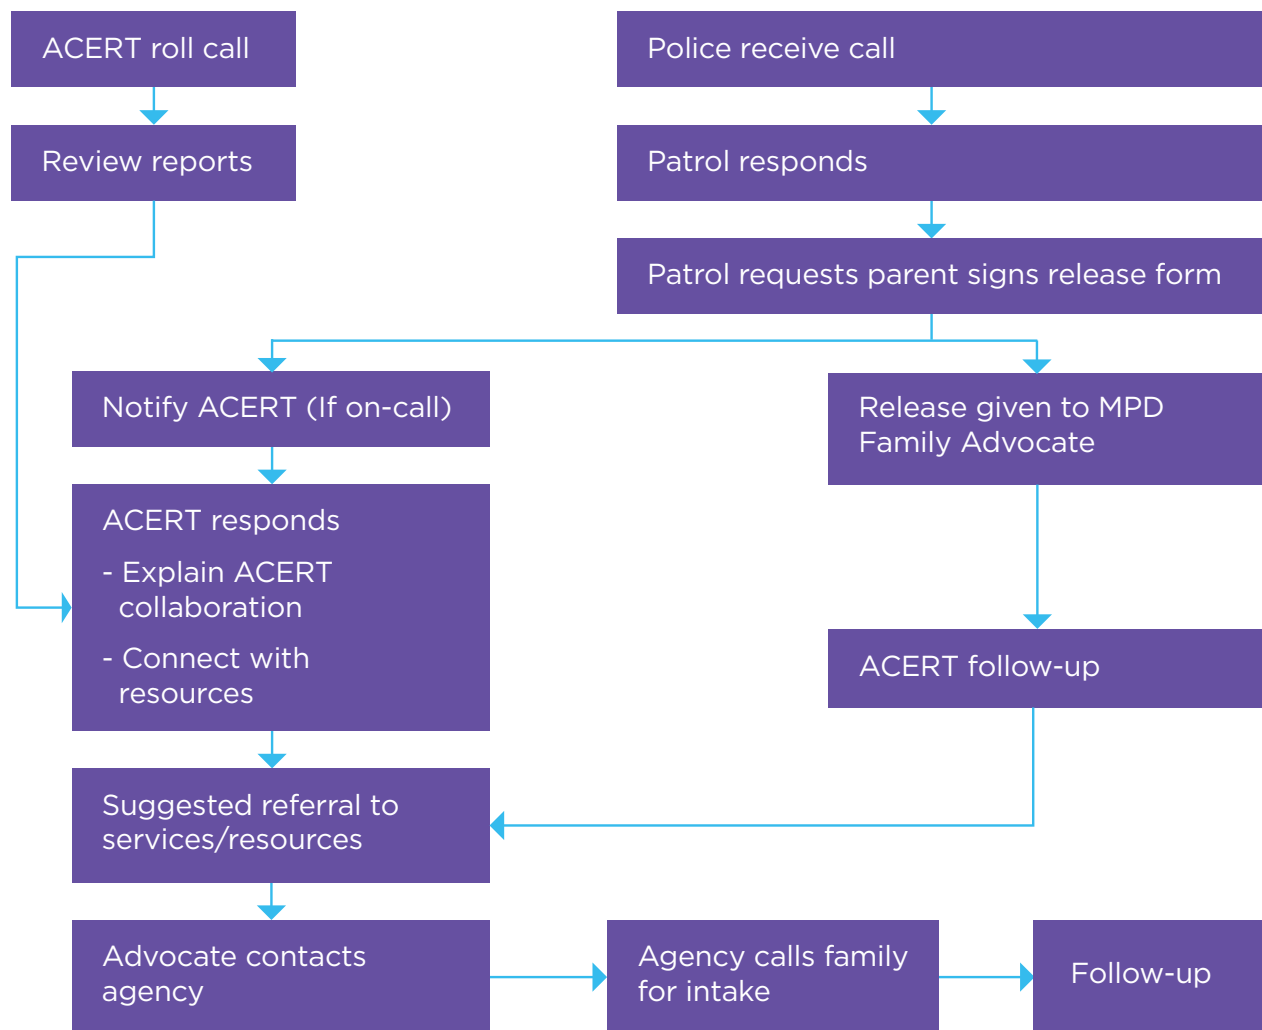 ACERT roll call
Police receive call
Review reports
Patrol responds
Patrol requests parent signs release form
Notify ACERT (If on-call)
Release given to MPD
Family Advocate
ACERT responds
- Explain ACERT
collaboration
- Connect with
resources
ACERT follow-up
Suggested referral to
services/resources
Advocate contacts
agency
Agency calls family
for intake
Follow-up